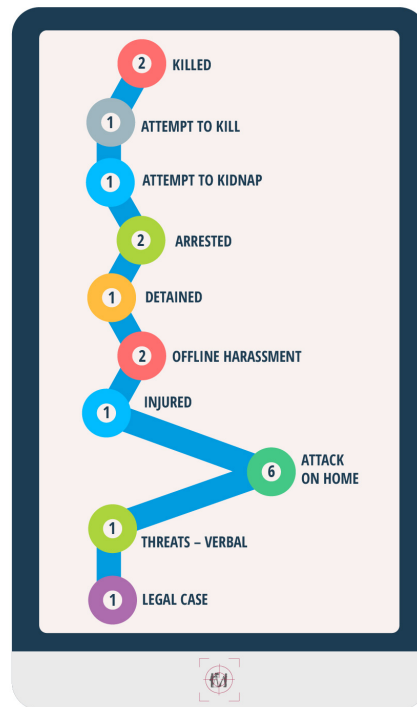 2 KILLED
1 ATTEMPT TO KILL
1 ATTEMPT TO KIDNAP
2 ARRESTED
1 DETAINED
2 OFFLINE HARASSMENT
1 INJURED
6 ATTACK
ON HOME
1 THREATS – VERBAL
1 LEGAL CASE